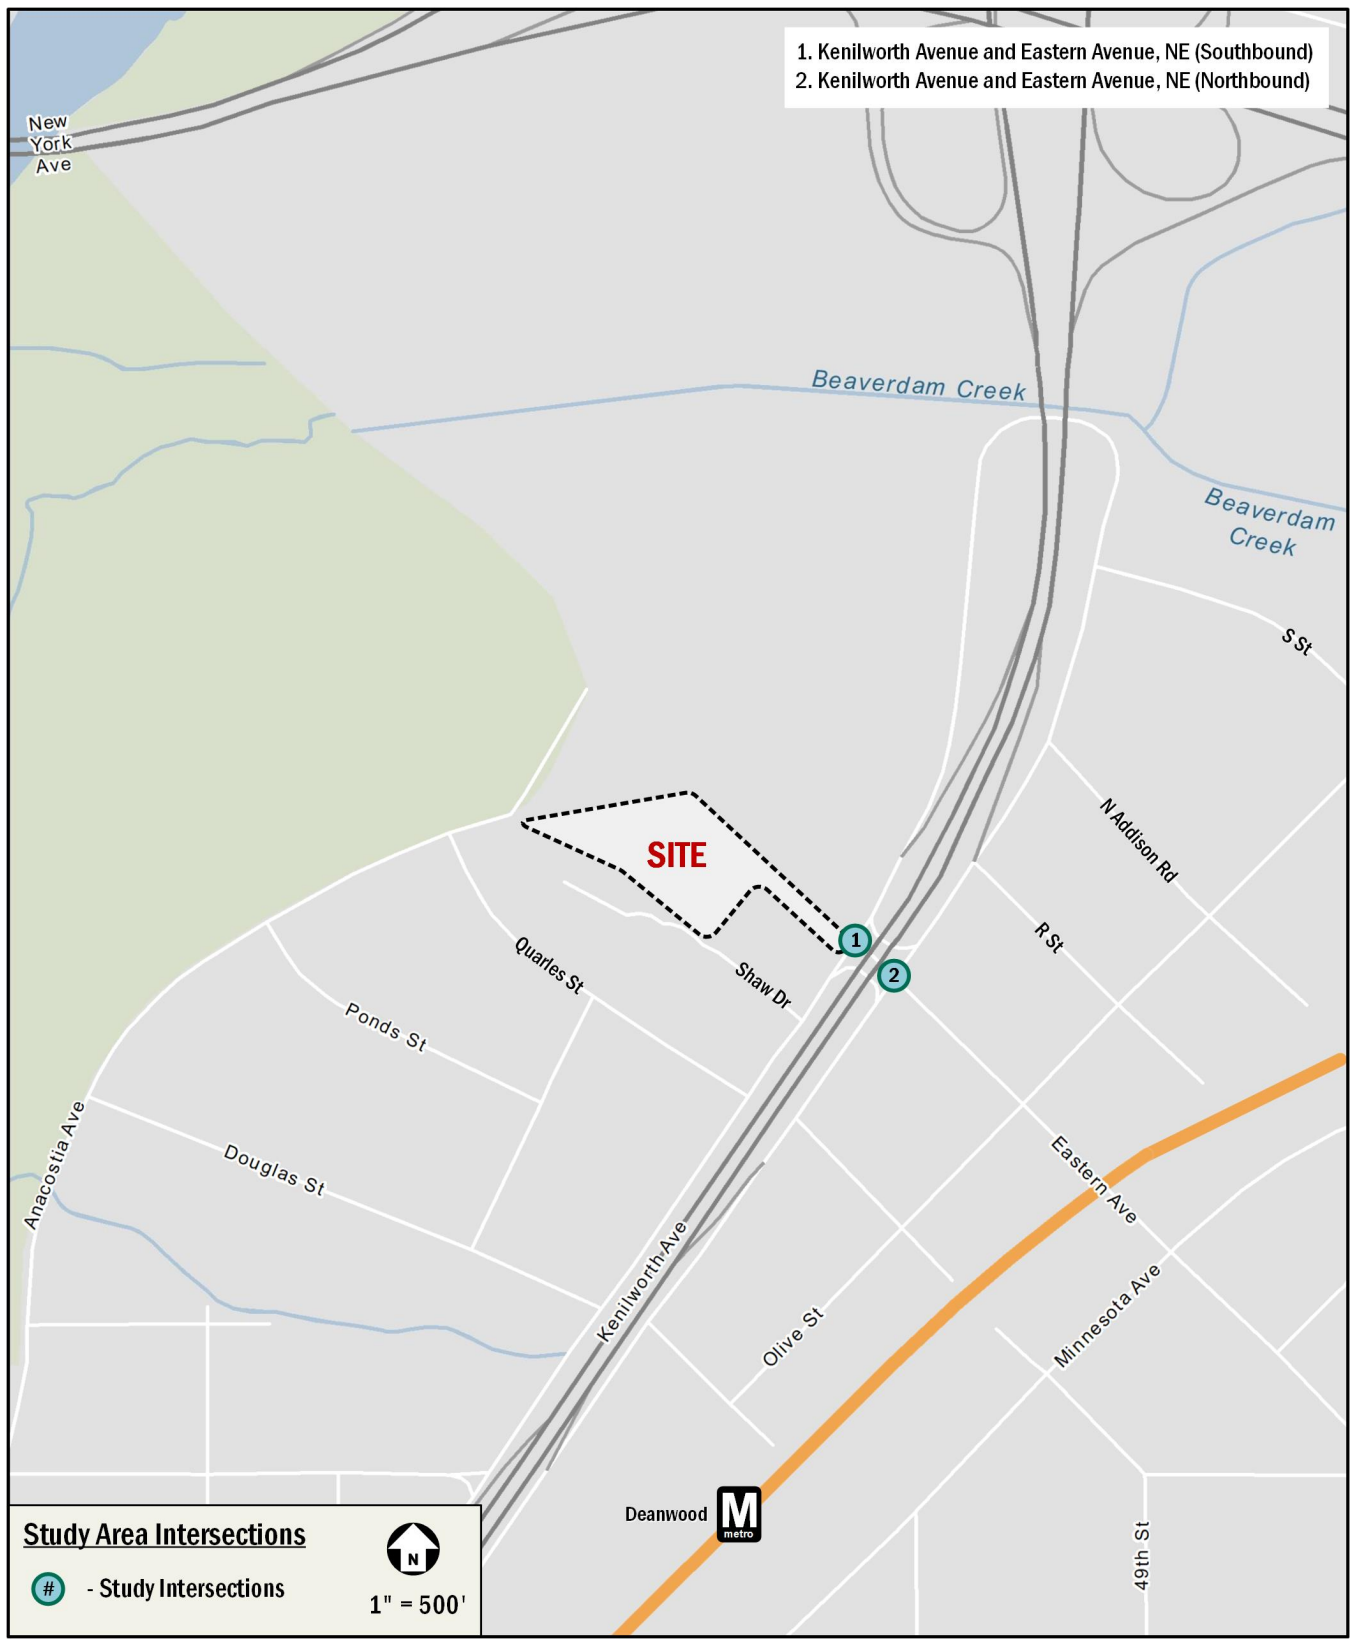 1. Kenilworth Avenue and Eastern Avenue, NE (Southbound)
2. Kenilworth Avenue and Eastern Avenue, NE (Northbound)
New
York
Ave
Beaverdam Creek
Beaverdam
Creek
S St
N Addison Rd
SITE
R St
1
2
Quarles St
Shaw Dr
Ponds St
Anacostia Ave
Douglas St
Eastern Ave
Kenilworth Ave
Minnesota Ave
Olive St
Deanwood
M
metro
49th St
Study Area Intersections
N
# - Study Intersections
1" = 500'